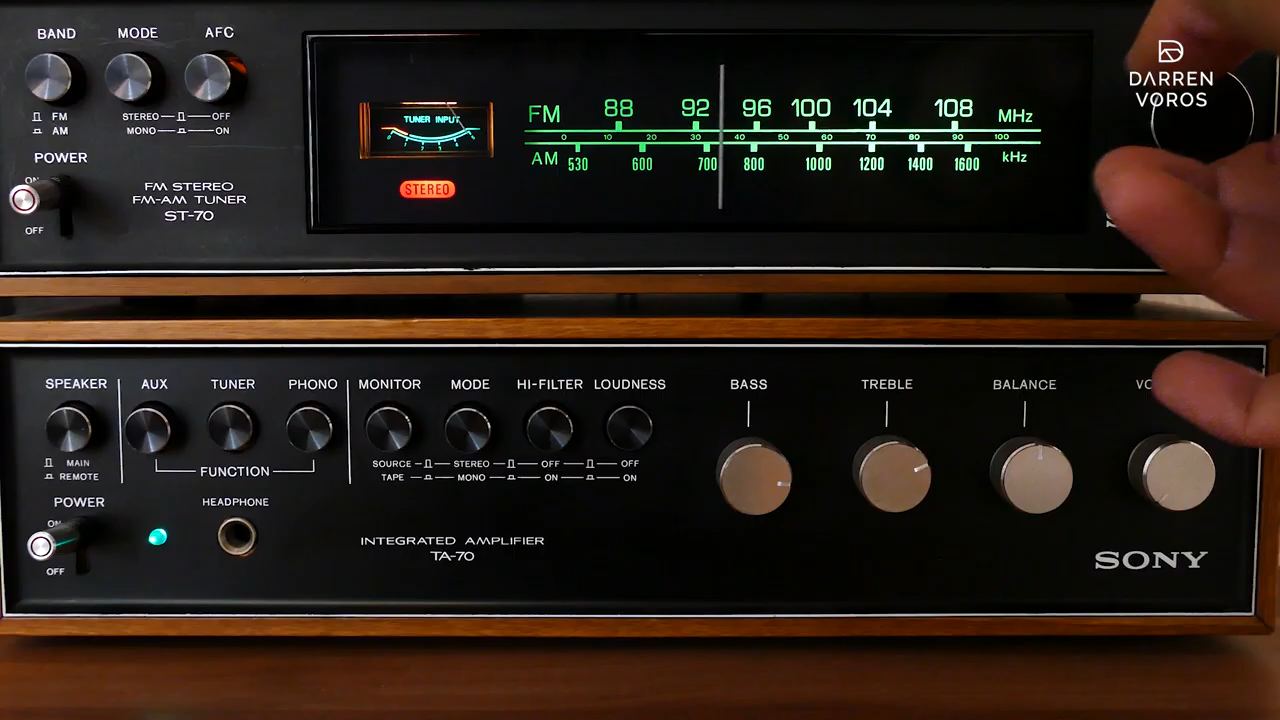 BAND MODE AFC
DARREN
VOROS
FM
AM
STEREO OFF
MONO ON
POWER
ON
OFF
FM STEREO
FM-AM TUNER
ST-70
TUNER INPUT
STEREO
FM 88 92 96 100 104 108 MHz
0 10 20 30 40 50 60 70 80 90 100
AM 530 600 700 800 1000 1200 1400 1600 kHz
SPEAKER AUX TUNER PHONO MONITOR MODE HI-FILTER LOUDNESS BASS TREBLE BALANCE
MAIN
REMOTE
FUNCTION
SOURCE STEREO OFF OFF
TAPE MONO ON ON
POWER
ON
OFF
HEADPHONE
INTEGRATED AMPLIFIER
TA-70
SONY